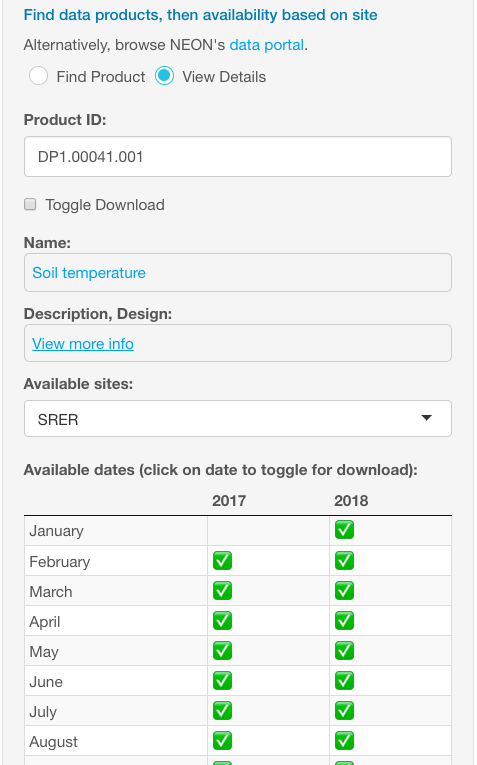 Find data products, then availability based on site
Alternatively, browse NEON's data portal.
Find Product View Details
Product ID:
DP1.00041.001
Toggle Download
Name:
Soil temperature
Description, Design:
View more info
Available sites:
SRER
Available dates (click on date to toggle for download):
2017 2018
January ✅
February ✅ ✅
March ✅ ✅
April ✅ ✅
May ✅ ✅
June ✅ ✅
July ✅ ✅
August ✅ ✅